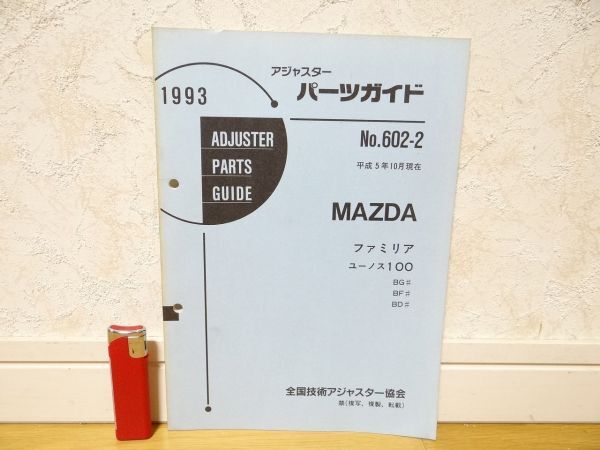 アジャスター
パーツガイド
1993
ADJUSTER
PARTS
GUIDE
No.602-2
平成5年10月現在
MAZDA
ファミリア
ユーノス100
BG#
BF#
BD#
全国技術アジャスター協会
禁(複写、複製、転載)